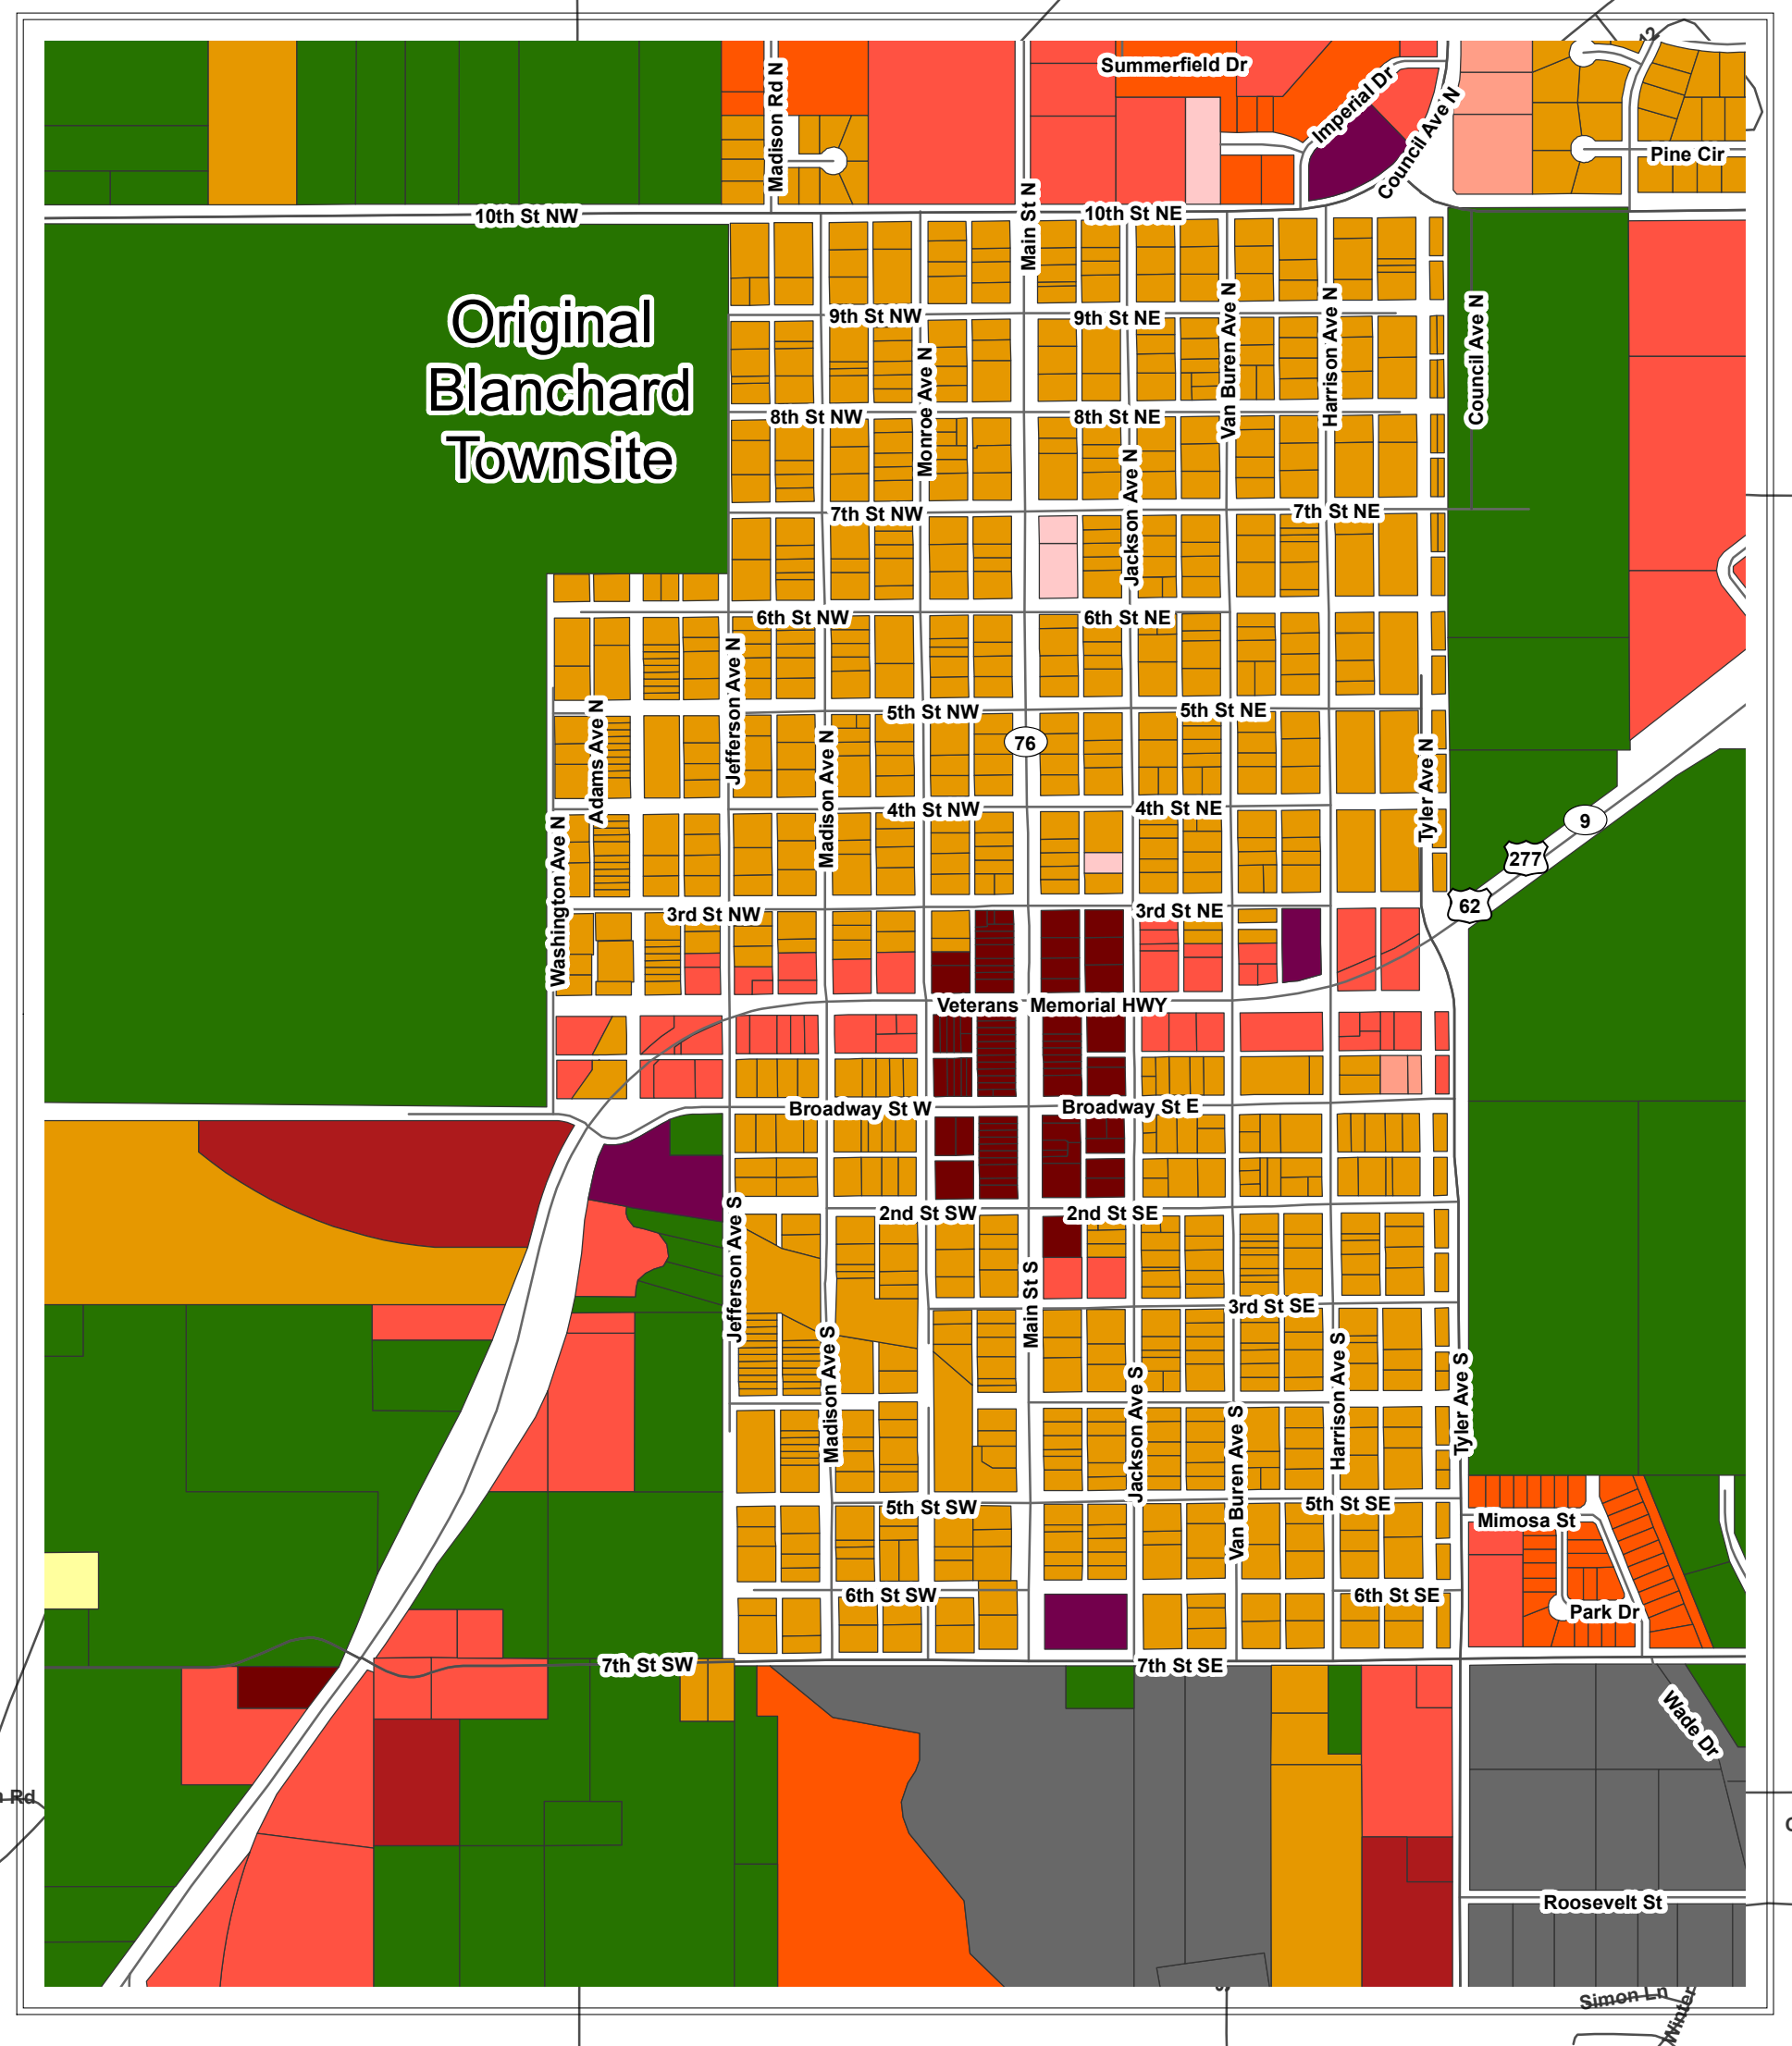 12
Summerfield Dr
Madison Rd N
Imperial Dr
Council Ave N
Pine Cir
10th St NW
10th St NE
Main St N
Original
Blanchard
Townsite
9th St NW
9th St NE
Van Buren Ave N
Harrison Ave N
Council Ave N
Monroe Ave N
8th St NW
8th St NE
Jackson Ave N
7th St NW
7th St NE
6th St NW
6th St NE
Jefferson Ave N
Adams Ave N
5th St NW
5th St NE
Madison Ave N
76
Tyler Ave N
4th St NW
4th St NE
9
Washington Ave N
277
62
3rd St NW
3rd St NE
Veterans Memorial HWY
Broadway St W
Broadway St E
Jefferson Ave S
2nd St SW
2nd St SE
Main St S
3rd St SE
Madison Ave S
Harrison Ave S
Tyler Ave S
Jackson Ave S
Van Buren Ave S
5th St SW
5th St SE
Mimosa St
6th St SW
6th St SE
Park Dr
7th St SW
7th St SE
Wade Dr
Rd
Roosevelt St
Simon Ln
Winter